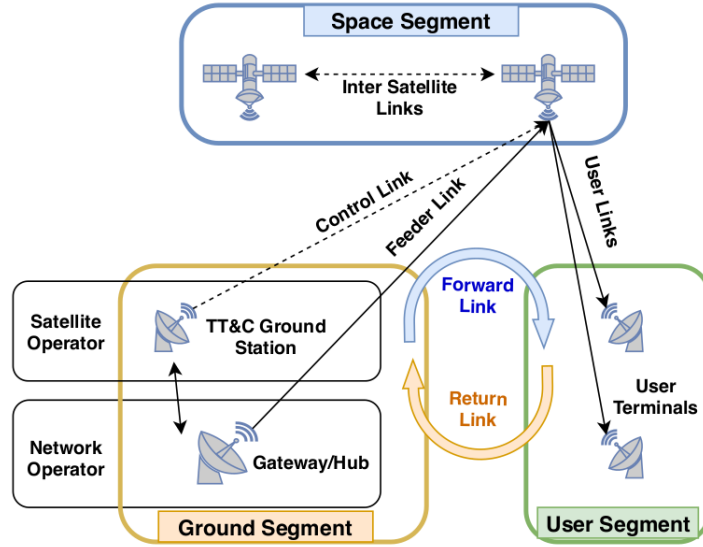 Space Segment
Inter Satellite
Links
Control Link
Feeder Link
User Links
Forward
Link
Satellite
Operator
TT&C Ground
Station
Return
Link
User
Terminals
Network
Operator
Gateway/Hub
Ground Segment
User Segment